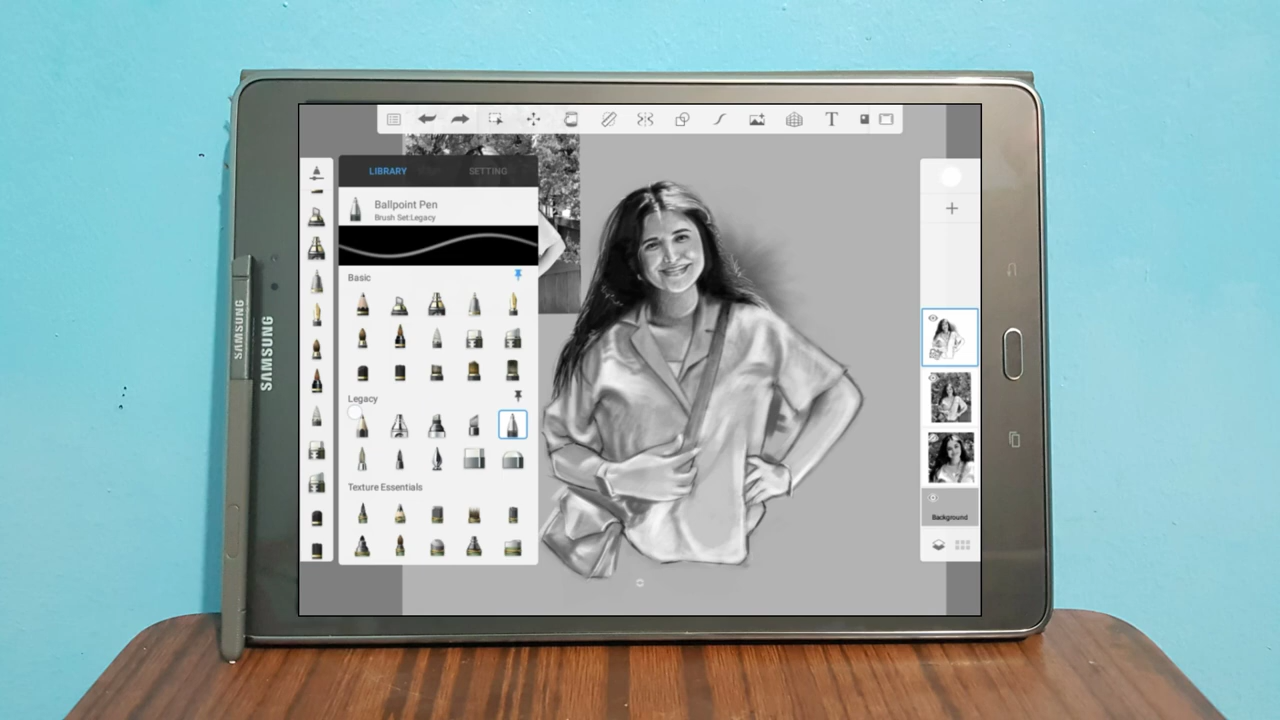 T
LIBRARY
SETTING
Ballpoint Pen
Brush Set:Legacy
Basic
Legacy
Texture Essentials
Background
SAMSUNG
SAMSUNG